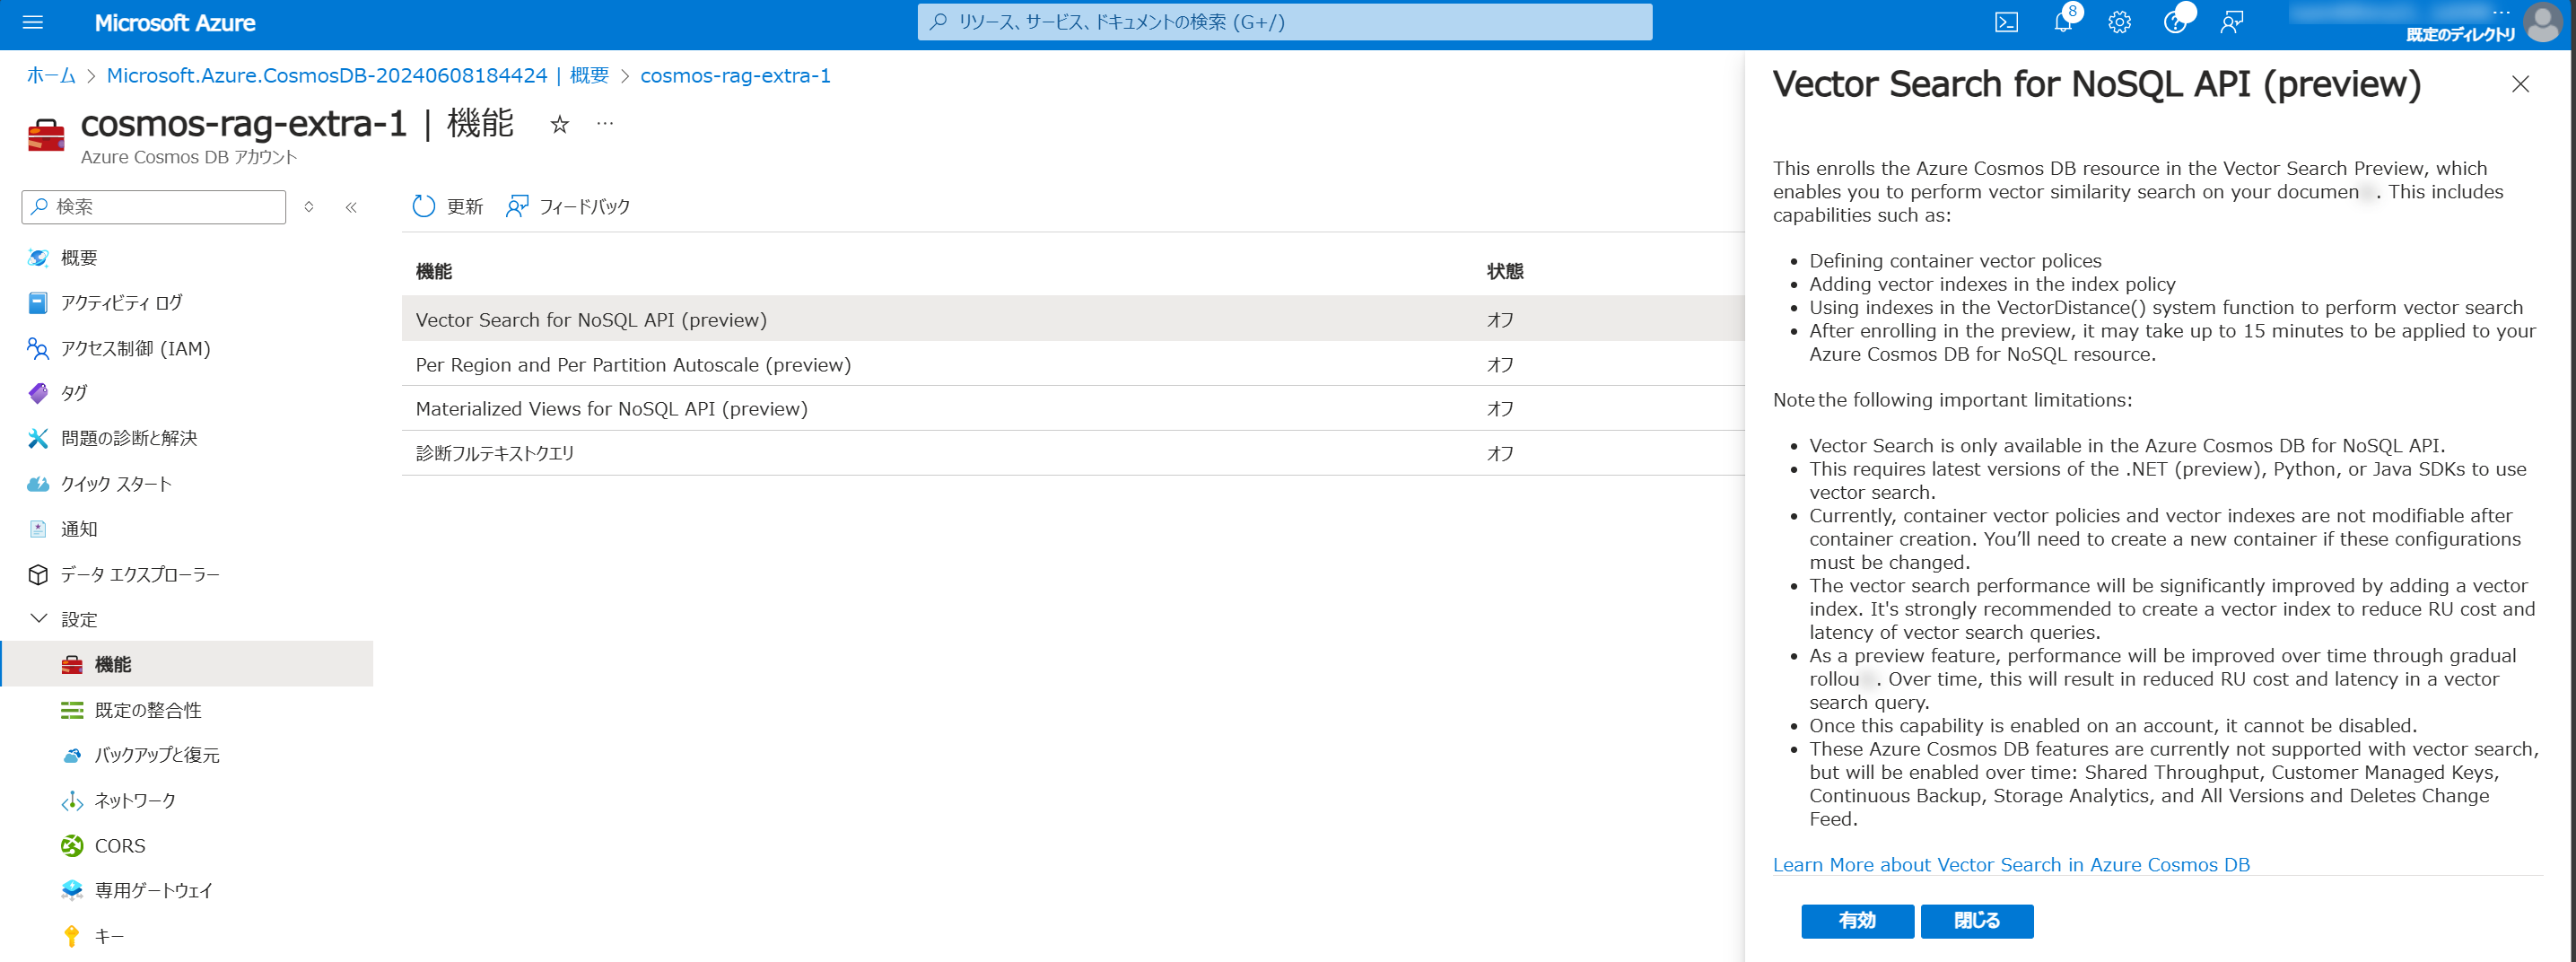 Microsoft Azure
リソース、サービス、ドキュメントの検索 (G+/)
8
既定のディレクトリ
ホーム > Microsoft.Azure.CosmosDB-20240608184424 | 概要 > cosmos-rag-extra-1
cosmos-rag-extra-1 | 機能
Azure Cosmos DB アカウント
検索
概要
アクティビティ ログ
アクセス制御 (IAM)
タグ
問題の診断と解決
クイック スタート
通知
データ エクスプローラー
設定
機能
既定の整合性
バックアップと復元
ネットワーク
CORS
専用ゲートウェイ
キー
更新 フィードバック
機能 状態
Vector Search for NoSQL API (preview) オフ
Per Region and Per Partition Autoscale (preview) オフ
Materialized Views for NoSQL API (preview) オフ
診断フルテキストクエリ オフ
Vector Search for NoSQL API (preview)
This enrolls the Azure Cosmos DB resource in the Vector Search Preview, which
enables you to perform vector similarity search on your . This includes
capabilities such as:
• Defining container vector polices
• Adding vector indexes in the index policy
• Using indexes in the VectorDistance() system function to perform vector search
• After enrolling in the preview, it may take up to 15 minutes to be applied to your
Azure Cosmos DB for NoSQL resource.
Note the following important limitations:
• Vector Search is only available in the Azure Cosmos DB for NoSQL API.
• This requires latest versions of the .NET (preview), Python, or Java SDKs to use
vector search.
• Currently, container vector policies and vector indexes are not modifiable after
container creation. You’ll need to create a new container if these configurations
must be changed.
• The vector search performance will be significantly improved by adding a vector
index. It's strongly recommended to create a vector index to reduce RU cost and
latency of vector search queries.
• As a preview feature, performance will be improved over time through gradual
. Over time, this will result in reduced RU cost and latency in a vector
search query.
• Once this capability is enabled on an account, it cannot be disabled.
• These Azure Cosmos DB features are currently not supported with vector search,
but will be enabled over time: Shared Throughput, Customer Managed Keys,
Continuous Backup, Storage Analytics, and All Versions and Deletes Change
Feed.
Learn More about Vector Search in Azure Cosmos DB
有効 閉じる